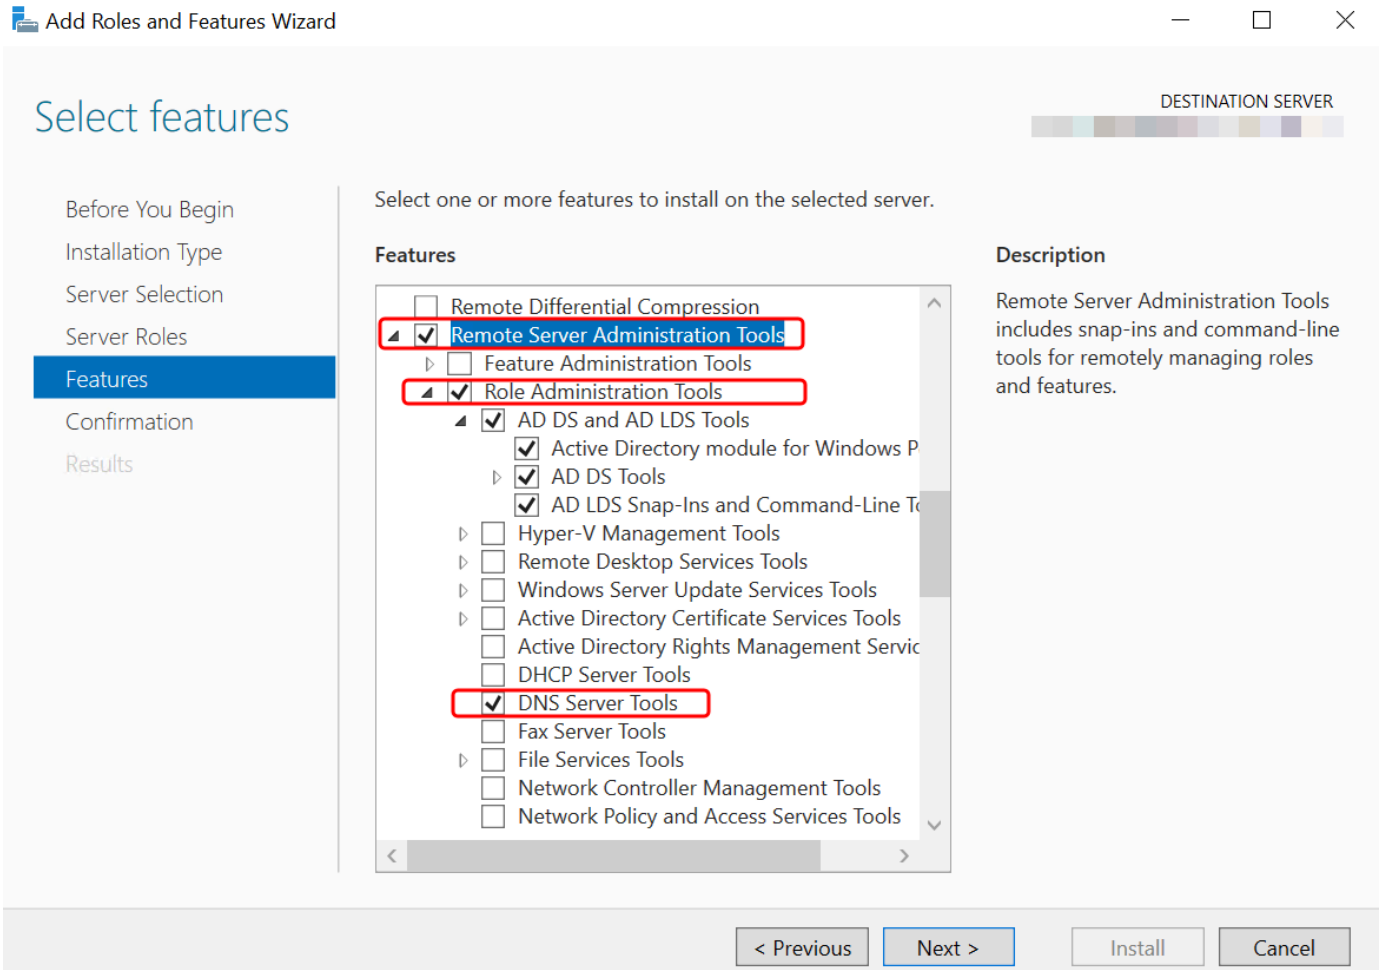 Add Roles and Features Wizard
Select features
DESTINATION SERVER
Before You Begin
Installation Type
Server Selection
Server Roles
Features
Confirmation
Results
Select one or more features to install on the selected server.
Features
Remote Differential Compression
Remote Server Administration Tools
Feature Administration Tools
Role Administration Tools
AD DS and AD LDS Tools
Active Directory module for Windows P
AD DS Tools
AD LDS Snap-Ins and Command-Line To
Hyper-V Management Tools
Remote Desktop Services Tools
Windows Server Update Services Tools
Active Directory Certificate Services Tools
Active Directory Rights Management Servic
DHCP Server Tools
DNS Server Tools
Fax Server Tools
File Services Tools
Network Controller Management Tools
Network Policy and Access Services Tools
Description
Remote Server Administration Tools
includes snap-ins and command-line
tools for remotely managing roles
and features.
< Previous
Next >
Install
Cancel